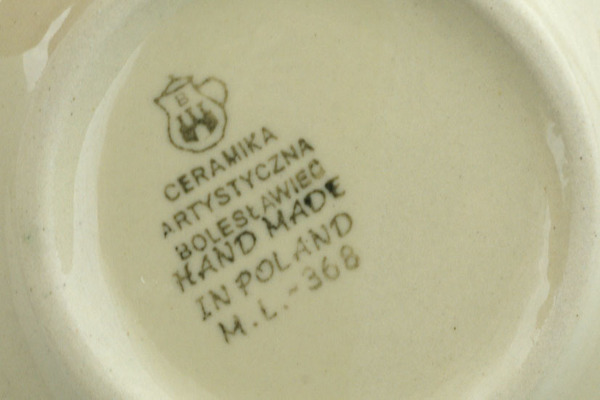 B
CERAMIKA
ARTYSTYCZNA
BOLESŁAWIEC
HAND MADE
IN POLAND
M.L.-368